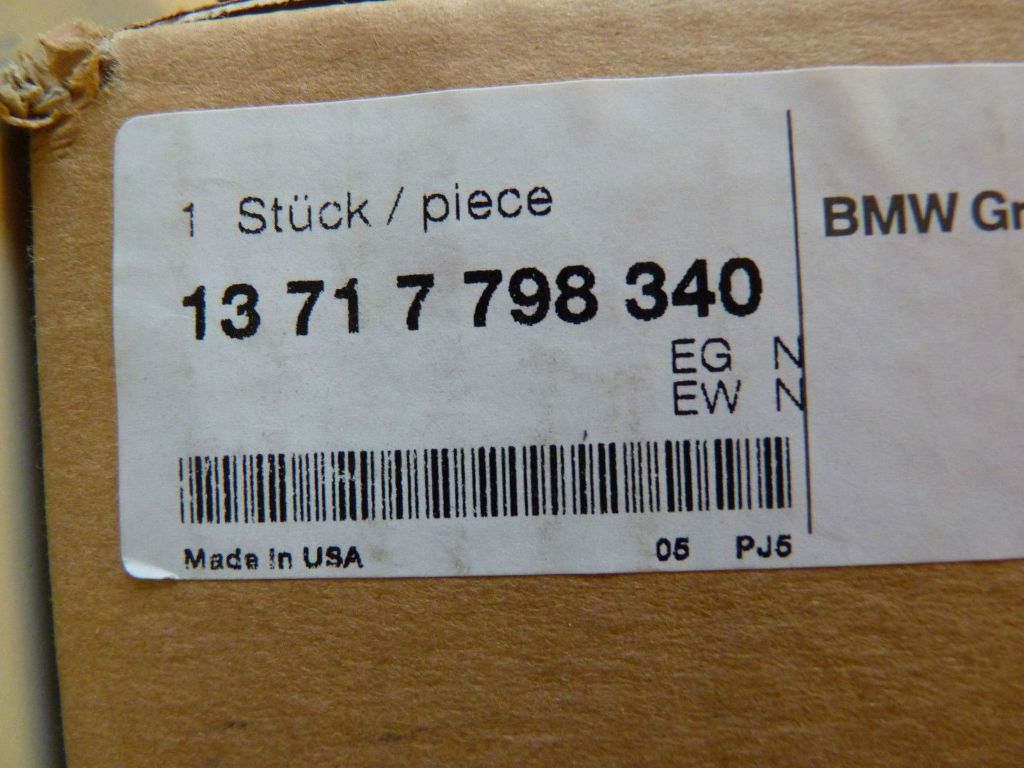 1 Stück / piece
13 71 7 798 340
EG N
EW N
Made in USA 05 PJ5
BMW Gr